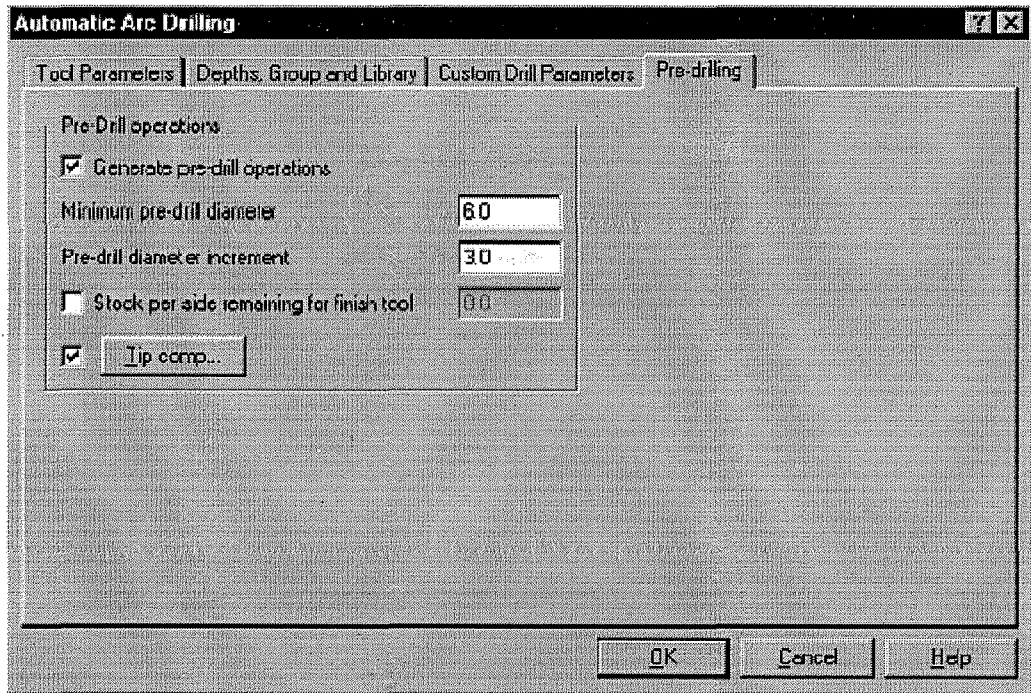 Automatic Arc Drilling
Tool Parameters Depths, Group and Library Custom Drill Parameters Pre-drilling
Pre-Drill operations
Generate pre-drill operations
Minimum pre-drill diameter 6.0
Pre-drill diameter increment 3.0
Stock per side remaining for finish tool 0.0
Tip comp...
OK Cancel Help